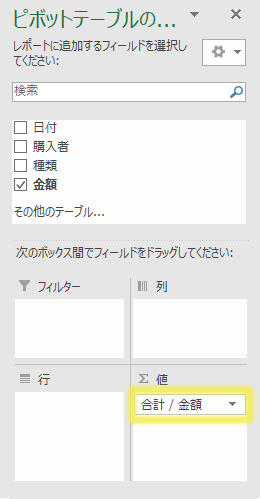 ピボットテーブルの...
レポートに追加するフィールドを選択し
てください:
検索
日付
購入者
種類
金額
その他のテーブル...
次のボックス間でフィールドをドラッグしてください:
フィルター
列
行
Σ 値
合計 / 金額